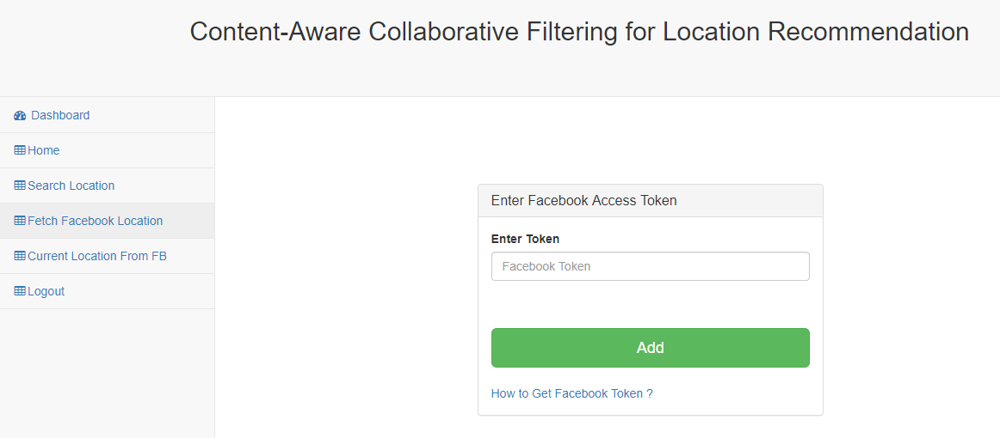 Content-Aware Collaborative Filtering for Location Recommendation
Dashboard
Home
Search Location
Fetch Facebook Location
Current Location From FB
Logout
Enter Facebook Access Token
Enter Token
Facebook Token
Add
How to Get Facebook Token ?